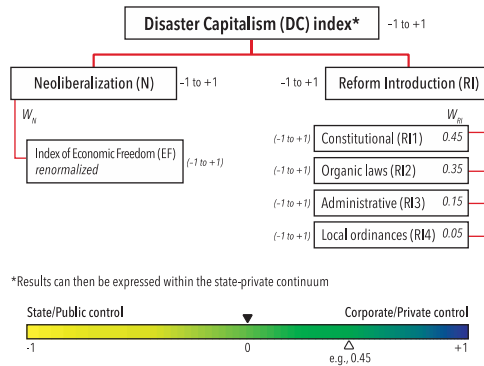 Disaster Capitalism (DC) index* −1 to +1
Neoliberalization (N) −1 to +1 −1 to +1 Reform Introduction (RI)
W_N W_RI
Index of Economic Freedom (EF)
renormalized
(−1 to +1)
(−1 to +1) Constitutional (RI1) 0.45
(−1 to +1) Organic laws (RI2) 0.35
(−1 to +1) Administrative (RI3) 0.15
(−1 to +1) Local ordinances (RI4) 0.05
*Results can then be expressed within the state-private continuum
State/Public control Corporate/Private control
-1 0 +1
e.g., 0.45